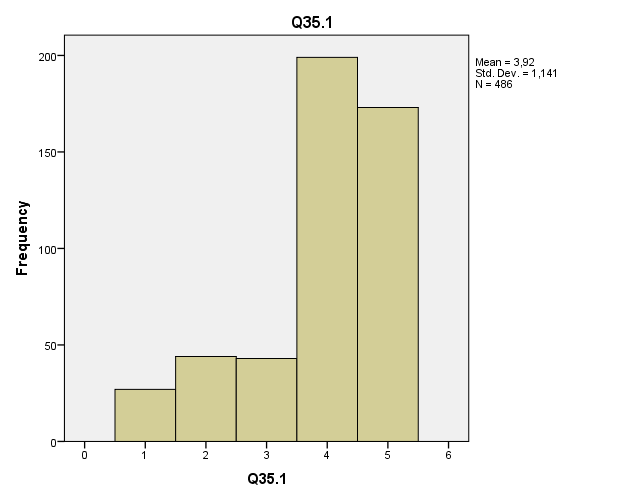 Q35.1
Mean = 3,92
Std. Dev. = 1,141
N = 486
Frequency
200
150
100
50
0
0 1 2 3 4 5 6
Q35.1